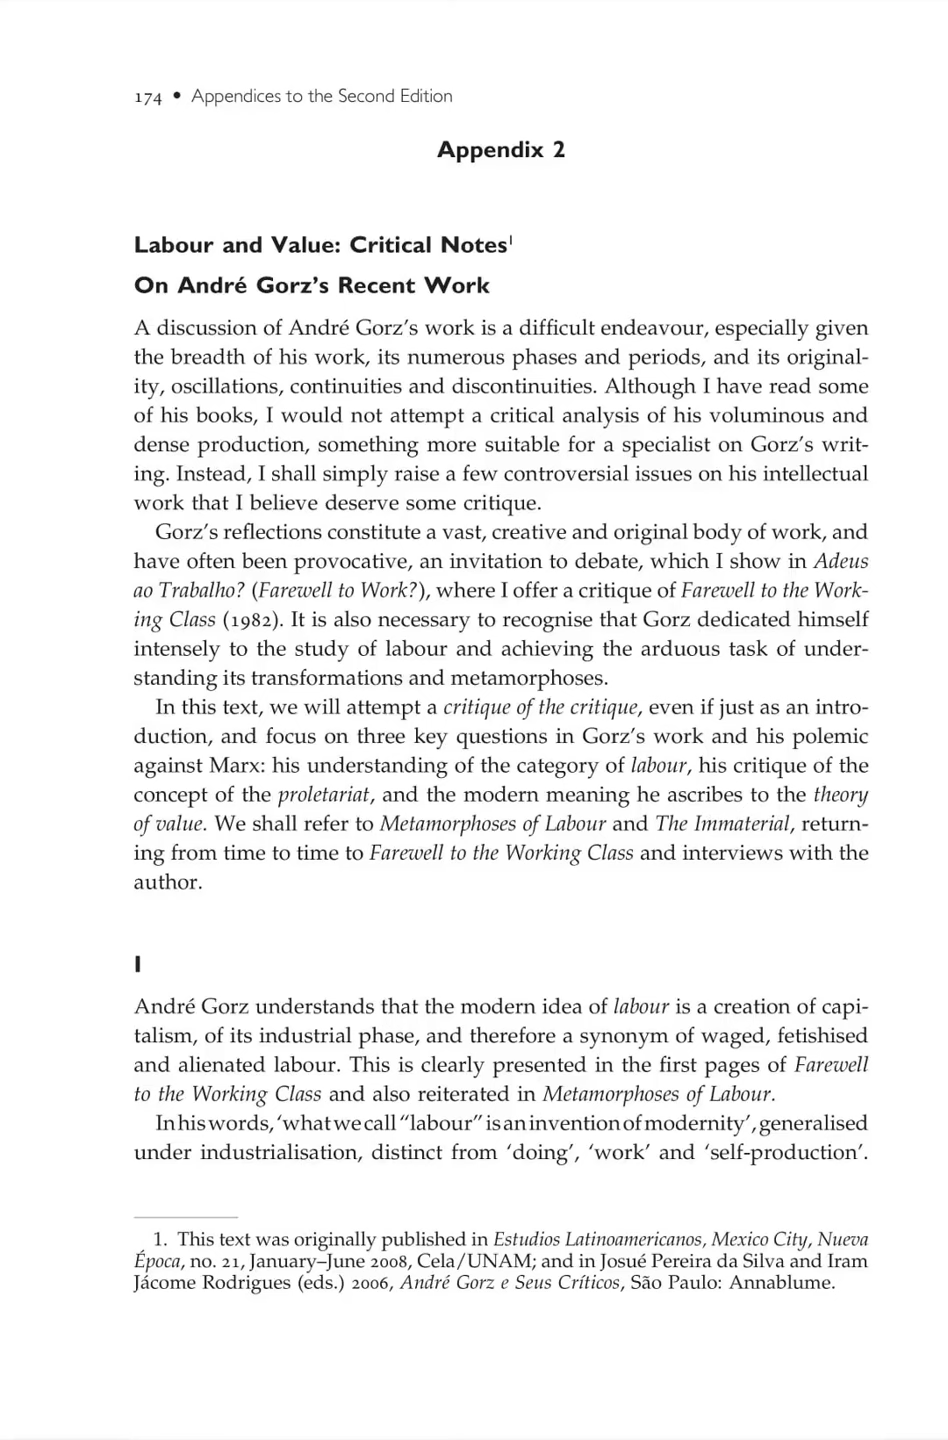 174 • Appendices to the Second Edition
Appendix 2
Labour and Value: Critical Notes¹
On André Gorz’s Recent Work
A discussion of André Gorz’s work is a difficult endeavour, especially given
the breadth of his work, its numerous phases and periods, and its original-
ity, oscillations, continuities and discontinuities. Although I have read some
of his books, I would not attempt a critical analysis of his voluminous and
dense production, something more suitable for a specialist on Gorz’s writ-
ing. Instead, I shall simply raise a few controversial issues on his intellectual
work that I believe deserve some critique.
Gorz’s reflections constitute a vast, creative and original body of work, and
have often been provocative, an invitation to debate, which I show in Adeus
ao Trabalho? (Farewell to Work?), where I offer a critique of Farewell to the Work-
ing Class (1982). It is also necessary to recognise that Gorz dedicated himself
intensely to the study of labour and achieving the arduous task of under-
standing its transformations and metamorphoses.
In this text, we will attempt a critique of the critique, even if just as an intro-
duction, and focus on three key questions in Gorz’s work and his polemic
against Marx: his understanding of the category of labour, his critique of the
concept of the proletariat, and the modern meaning he ascribes to the theory
of value. We shall refer to Metamorphoses of Labour and The Immaterial, return-
ing from time to time to Farewell to the Working Class and interviews with the
author.
I
André Gorz understands that the modern idea of labour is a creation of capi-
talism, of its industrial phase, and therefore a synonym of waged, fetishised
and alienated labour. This is clearly presented in the first pages of Farewell
to the Working Class and also reiterated in Metamorphoses of Labour.
In his words, ‘what we call “labour” is an invention of modernity’, generalised
under industrialisation, distinct from ‘doing’, ‘work’ and ‘self-production’.
1. This text was originally published in Estudios Latinoamericanos, Mexico City, Nueva
Época, no. 21, January–June 2008, Cela/UNAM; and in Josué Pereira da Silva and Iram
Jácome Rodrigues (eds.) 2006, André Gorz e Seus Críticos, São Paulo: Annablume.